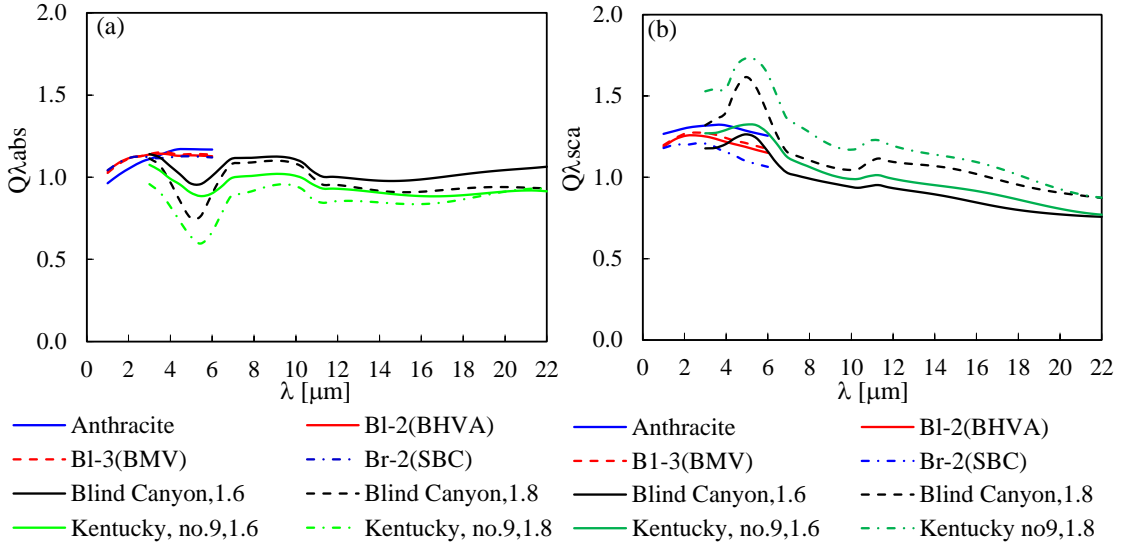 (a)
2.0
1.5
1.0
0.5
0.0
Qλabs
0 2 4 6 8 10 12 14 16 18 20 22
λ [μm]
Anthracite
Bl-2(BHVA)
Bl-3(BMV)
Br-2(SBC)
Blind Canyon,1.6
Blind Canyon,1.8
Kentucky, no.9,1.6
Kentucky, no.9,1.8
(b)
2.0
1.5
1.0
0.5
0.0
Qλsca
0 2 4 6 8 10 12 14 16 18 20 22
λ [μm]
Anthracite
Bl-2(BHVA)
B1-3(BMV)
Br-2(SBC)
Blind Canyon,1.6
Blind Canyon,1.8
Kentucky, no.9,1.6
Kentucky no9,1.8